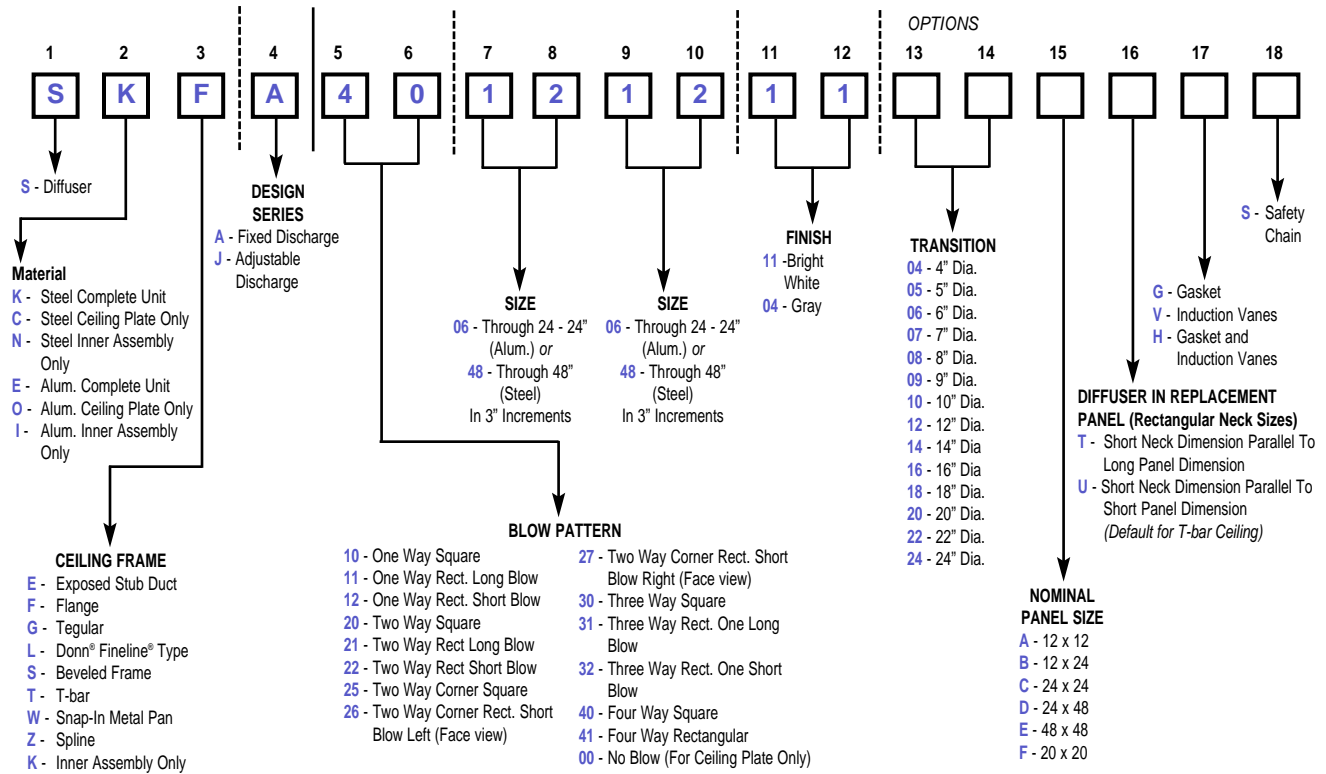 OPTIONS
1 2 3 4 5 6 7 8 9 10 11 12 13 14 15 16 17 18
S K F A 4 0 1 2 1 2 1 1
S - Diffuser
Material
K - Steel Complete Unit
C - Steel Ceiling Plate Only
N - Steel Inner Assembly
Only
E - Alum. Complete Unit
O - Alum. Ceiling Plate Only
I - Alum. Inner Assembly
Only
CEILING FRAME
E - Exposed Stub Duct
F - Flange
G - Tegular
L - Donn® Fineline® Type
S - Beveled Frame
T - T-bar
W - Snap-In Metal Pan
Z - Spline
K - Inner Assembly Only
DESIGN
SERIES
A - Fixed Discharge
J - Adjustable
Discharge
BLOW PATTERN
10 - One Way Square
11 - One Way Rect. Long Blow
12 - One Way Rect. Short Blow
20 - Two Way Square
21 - Two Way Rect Long Blow
22 - Two Way Rect Short Blow
25 - Two Way Corner Square
26 - Two Way Corner Rect. Short
Blow Left (Face view)
27 - Two Way Corner Rect. Short
Blow Right (Face view)
30 - Three Way Square
31 - Three Way Rect. One Long
Blow
32 - Three Way Rect. One Short
Blow
40 - Four Way Square
41 - Four Way Rectangular
00 - No Blow (For Ceiling Plate Only)
SIZE
06 - Through 24 - 24”
(Alum.) or
48 - Through 48”
(Steel)
In 3” Increments
SIZE
06 - Through 24 - 24”
(Alum.) or
48 - Through 48”
(Steel)
In 3” Increments
FINISH
11 -Bright
White
04 - Gray
TRANSITION
04 - 4” Dia.
05 - 5” Dia.
06 - 6” Dia.
07 - 7” Dia.
08 - 8” Dia.
09 - 9” Dia.
10 - 10” Dia.
12 - 12” Dia.
14 - 14” Dia
16 - 16” Dia
18 - 18” Dia.
20 - 20” Dia.
22 - 22” Dia.
24 - 24” Dia.
NOMINAL
PANEL SIZE
A - 12 x 12
B - 12 x 24
C - 24 x 24
D - 24 x 48
E - 48 x 48
F - 20 x 20
DIFFUSER IN REPLACEMENT
PANEL (Rectangular Neck Sizes)
T - Short Neck Dimension Parallel To
Long Panel Dimension
U - Short Neck Dimension Parallel To
Short Panel Dimension
(Default for T-bar Ceiling)
G - Gasket
V - Induction Vanes
H - Gasket and
Induction Vanes
S - Safety
Chain